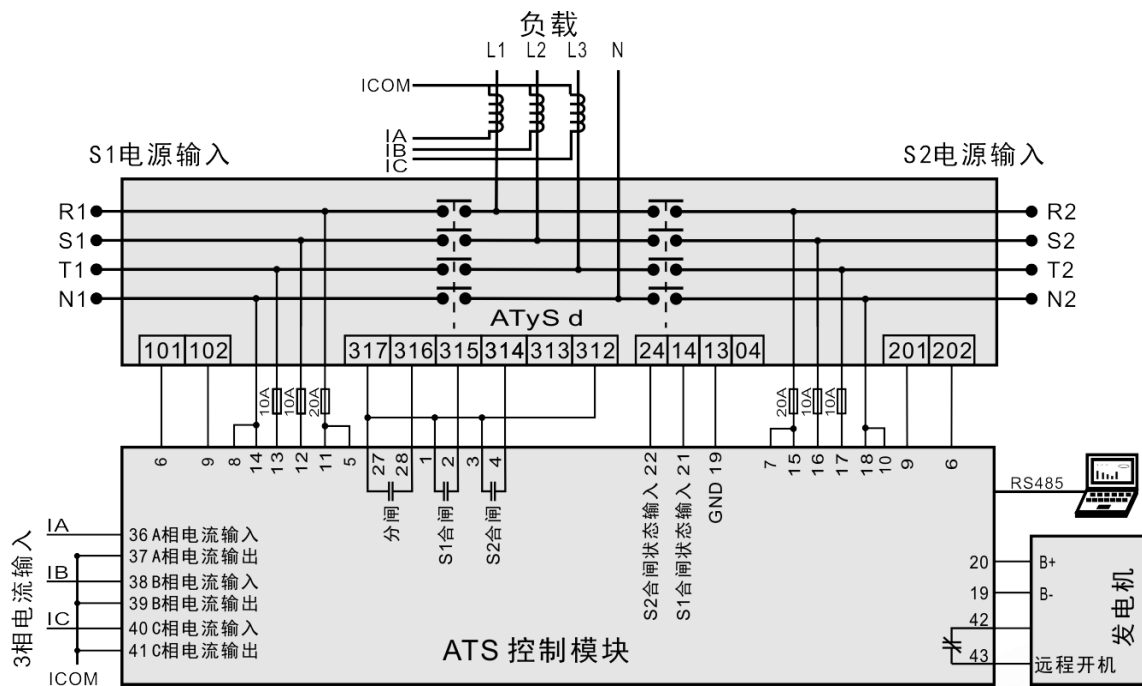 负载
L1 L2 L3 N
ICOM
IA
IB
IC
S1电源输入
S2电源输入
R1
S1
T1
N1
R2
S2
T2
N2
ATyS d
101 102
317 316 315 314 313 312
24 14 13 04
201 202
10A 10A 20A
20A 10A 10A
6 9 8 14 13 12 11 5
27 28 1 2 3 4
S2合闸状态输入 22
S1合闸状态输入 21
GND 19
7 15 16 17 18 10 9 6
分闸
S1合闸
S2合闸
RS485
3相电流输入
IA
IB
IC
ICOM
36 A相电流输入
37 A相电流输出
38 B相电流输入
39 B相电流输出
40 C相电流输入
41 C相电流输出
ATS 控制模块
20 B+
19 B-
42
43 远程开机
发电机